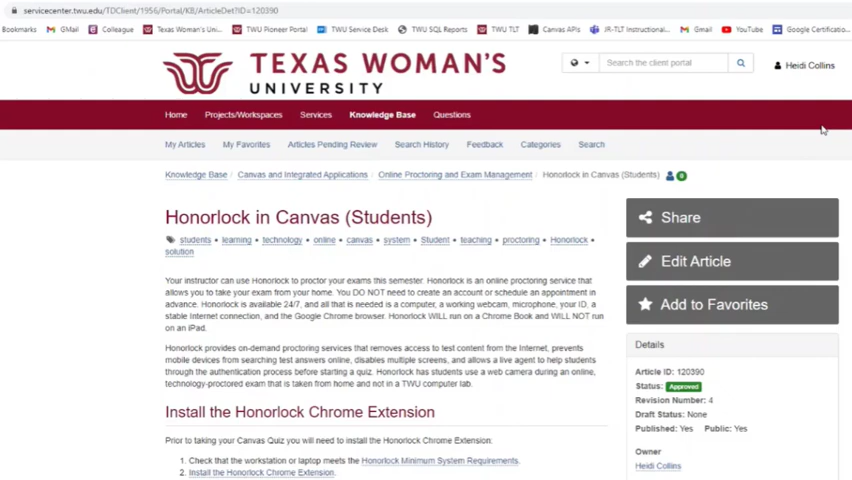 servicecenter.twu.edu/TDClient/1956/Portal/KB/ArticleDet?ID=120390
Bookmarks GMail Colleague Texas Woman's Uni... TWU Pioneer Portal TWU Service Desk TWU SQL Reports TWU TLT Canvas APIs JR-TLT Instructional... Gmail YouTube Google Certificatio...
TEXAS WOMAN'S
UNIVERSITY
Search the client portal
Heidi Collins
Home Projects/Workspaces Services Knowledge Base Questions
My Articles My Favorites Articles Pending Review Search History Feedback Categories Search
Knowledge Base / Canvas and Integrated Applications / Online Proctoring and Exam Management / Honorlock in Canvas (Students) 0
Honorlock in Canvas (Students)
students • learning • technology • online • canvas • system • Student • teaching • proctoring • Honorlock •
solution
Your instructor can use Honorlock to proctor your exams this semester. Honorlock is an online proctoring service that
allows you to take your exam from your home. You DO NOT need to create an account or schedule an appointment in
advance. Honorlock is available 24/7, and all that is needed is a computer, a working webcam, microphone, your ID, a
stable Internet connection, and the Google Chrome browser. Honorlock WILL run on a Chrome Book and WILL NOT run
on an iPad.
Honorlock provides on-demand proctoring services that removes access to test content from the Internet, prevents
mobile devices from searching test answers online, disables multiple screens, and allows a live agent to help students
through the authentication process before starting a quiz. Honorlock has students use a web camera during an online,
technology-proctored exam that is taken from home and not in a TWU computer lab.
Install the Honorlock Chrome Extension
Prior to taking your Canvas Quiz you will need to install the Honorlock Chrome Extension:
1. Check that the workstation or laptop meets the Honorlock Minimum System Requirements.
2. Install the Honorlock Chrome Extension.
Share
Edit Article
Add to Favorites
Details
Article ID: 120390
Status: Approved
Revision Number: 4
Draft Status: None
Published: Yes Public: Yes
Owner
Heidi Collins